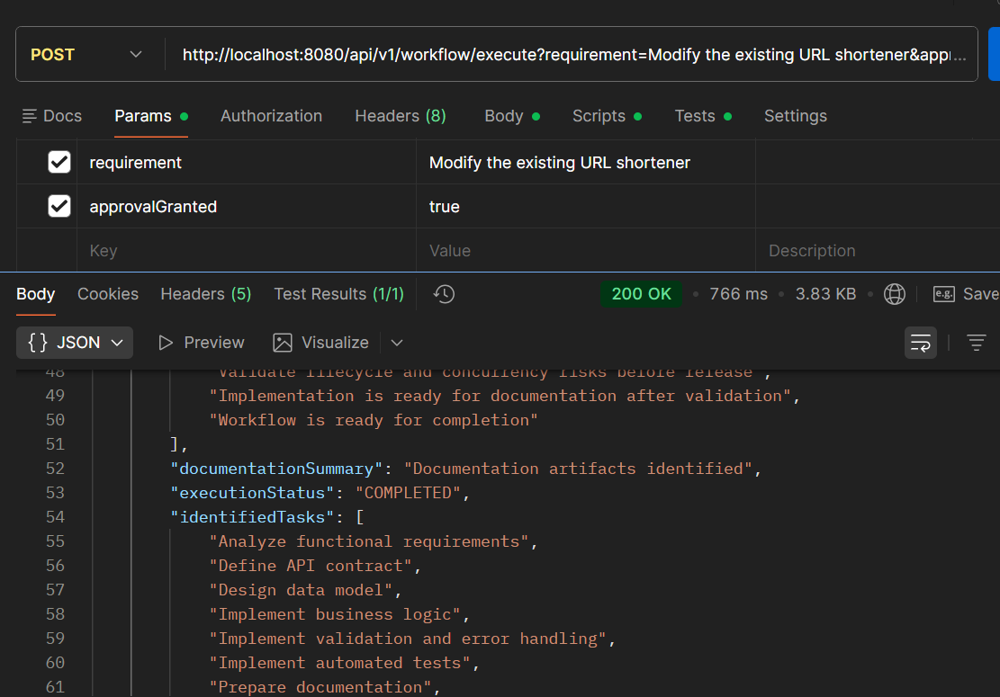 POST http://localhost:8080/api/v1/workflow/execute?requirement=Modify the existing URL shortener&appr...
Docs Params Authorization Headers (8) Body Scripts Tests Settings
requirement Modify the existing URL shortener
approvalGranted true
Key Value Description
Body Cookies Headers (5) Test Results (1/1) 200 OK 766 ms 3.83 KB e.g. Save
{} JSON Preview Visualize
48 "Validate lifecycle and concurrency risks before release",
49 "Implementation is ready for documentation after validation",
50 "Workflow is ready for completion"
51 ],
52 "documentationSummary": "Documentation artifacts identified",
53 "executionStatus": "COMPLETED",
54 "identifiedTasks": [
55 "Analyze functional requirements",
56 "Define API contract",
57 "Design data model",
58 "Implement business logic",
59 "Implement validation and error handling",
60 "Implement automated tests",
61 "Prepare documentation",